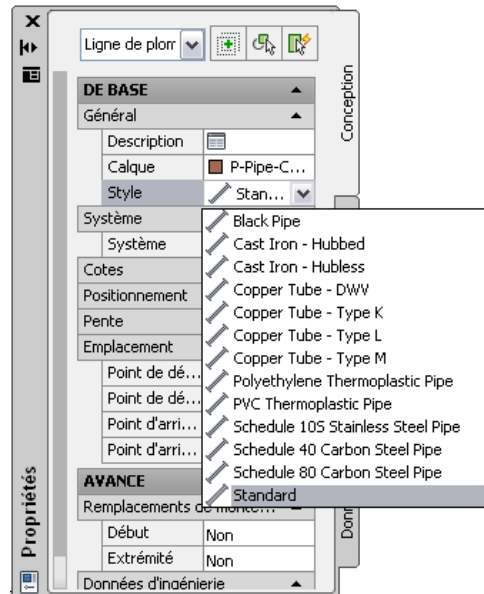 Ligne de plom
DE BASE
Général
Description
Calque P-Pipe-C...
Style Stan...
Système
Système
Cotes
Positionnement
Pente
Emplacement
Point de dé...
Point de dé...
Point d'arri...
Point d'arri...
Black Pipe
Cast Iron - Hubbed
Cast Iron - Hubless
Copper Tube - DWV
Copper Tube - Type K
Copper Tube - Type L
Copper Tube - Type M
Polyethylene Thermoplastic Pipe
PVC Thermoplastic Pipe
Schedule 10S Stainless Steel Pipe
Schedule 40 Carbon Steel Pipe
Schedule 80 Carbon Steel Pipe
Standard
AVANCE
Remplacements de
Début Non
Extrémité Non
Données d'ingénierie
Conception
Propriétés